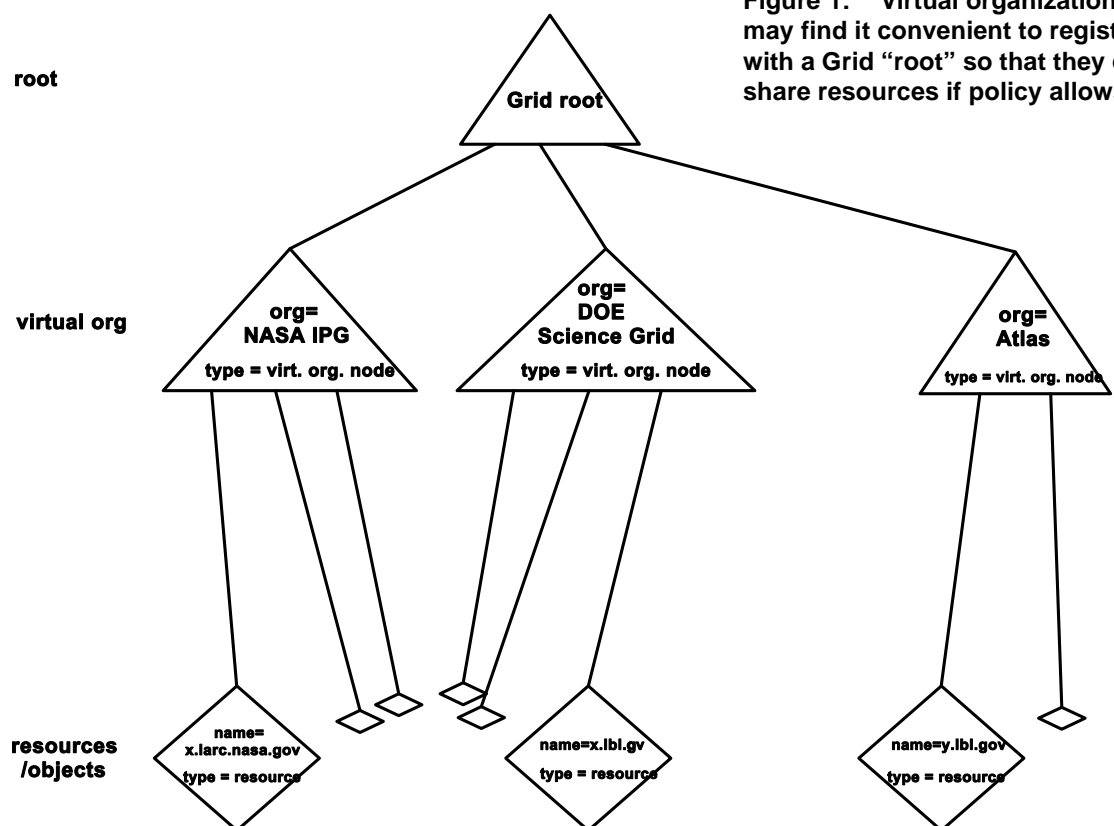 Figure 1: Virtual organization
may find it convenient to regist
with a Grid “root” so that they
share resources if policy allow
root
Grid root
virtual org
org=
NASA IPG
type = virt. org. node
org=
DOE
Science Grid
type = virt. org. node
org=
Atlas
type = virt. org. node
resources
/objects
name=
x.larc.nasa.gov
type = resource
name=x.lbl.gv
type = resource
name=y.lbl.gov
type = resource